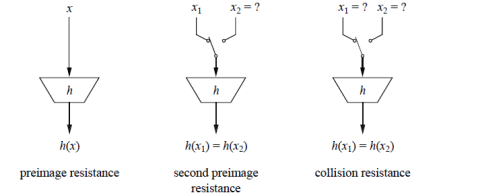 x
x₁ x₂ = ?
x₁ = ? x₂ = ?
h
h
h
h(x)
h(x₁) = h(x₂)
h(x₁) = h(x₂)
preimage resistance
second preimage
resistance
collision resistance